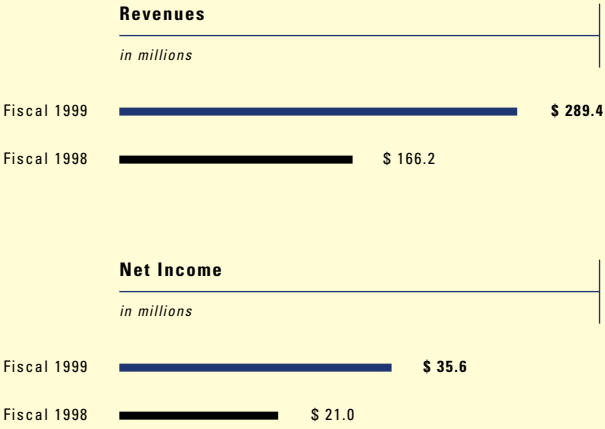 Revenues
in millions
Fiscal 1999 $ 289.4
Fiscal 1998 $ 166.2
Net Income
in millions
Fiscal 1999 $ 35.6
Fiscal 1998 $ 21.0